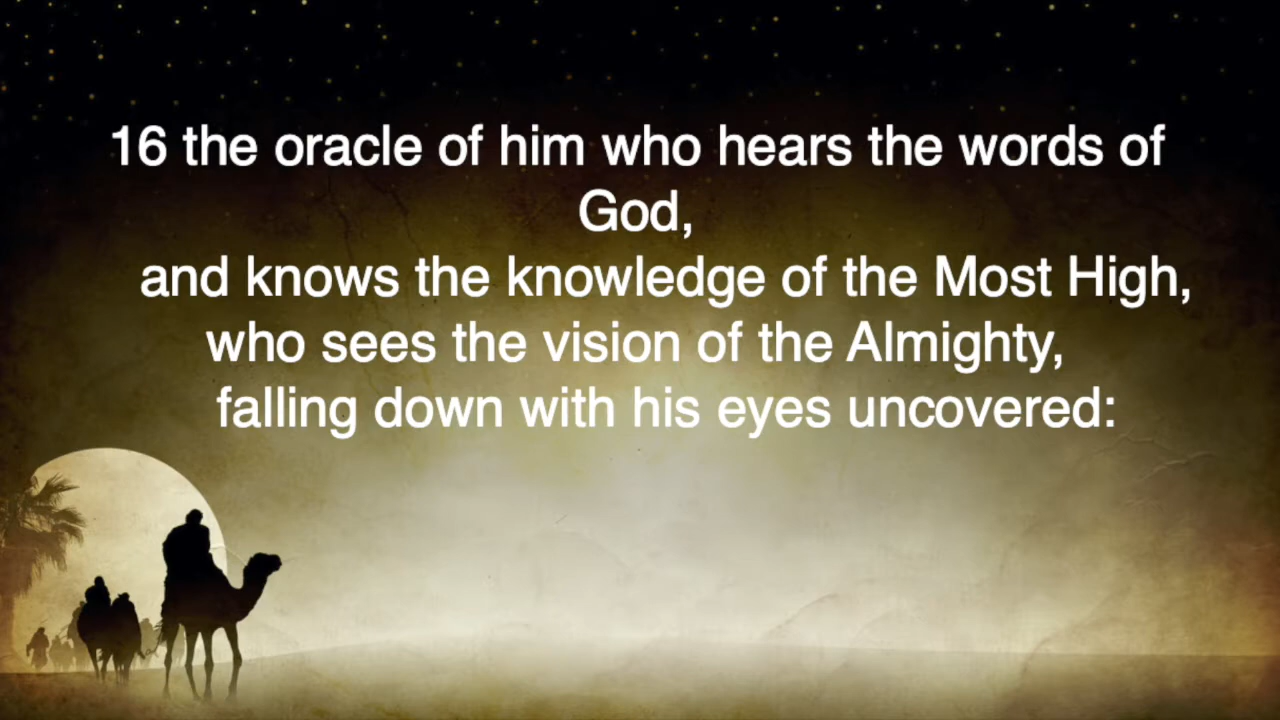 16 the oracle of him who hears the words of
God,
and knows the knowledge of the Most High,
who sees the vision of the Almighty,
falling down with his eyes uncovered: